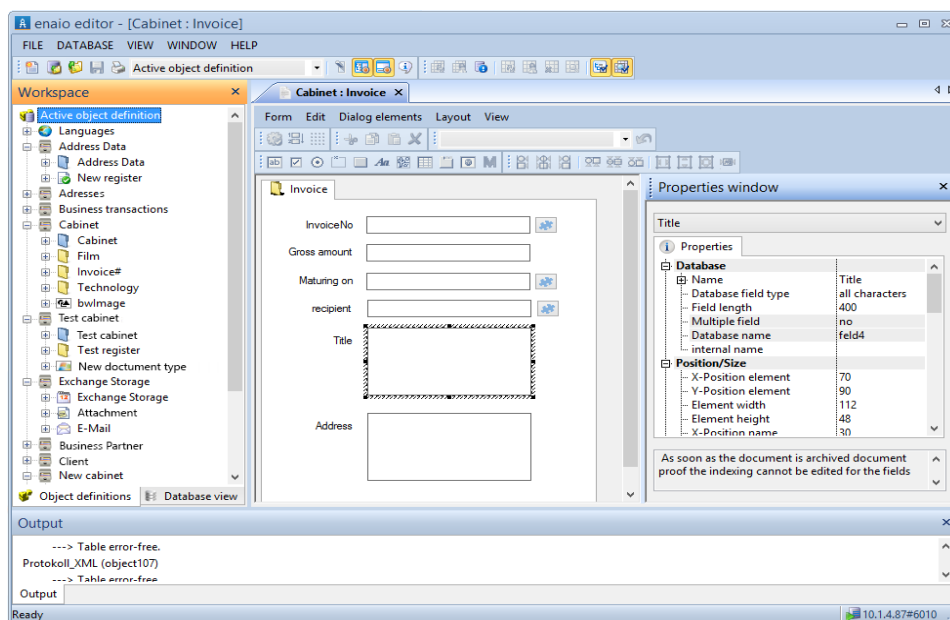 enaio editor - [Cabinet : Invoice]
FILE DATABASE VIEW WINDOW HELP
Active object definition
Workspace
Active object definition
Languages
Address Data
Address Data
New register
Adresses
Business transactions
Cabinet
Cabinet
Film
Invoice#
Technology
bwImage
Test cabinet
Test cabinet
Test register
New doctument type
Exchange Storage
Exchange Storage
Attachment
E-Mail
Business Partner
Client
New cabinet
Object definitions Database view
Cabinet : Invoice
Form Edit Dialog elements Layout View
Invoice
InvoiceNo
Gross amount
Maturing on
recipient
Title
Address
Properties window
Title
Properties
Database
Name Title
Database field type all characters
Field length 400
Multiple field no
Database name feld4
internal name
Position/Size
X-Position element 70
Y-Position element 90
Element width 112
Element height 48
X-Position name 30
As soon as the document is archived document
proof the indexing cannot be edited for the fields
Output
---> Table error-free.
Protokoll_XML (object107)
---> Table error-free
Output
Ready 10.1.4.87#6010